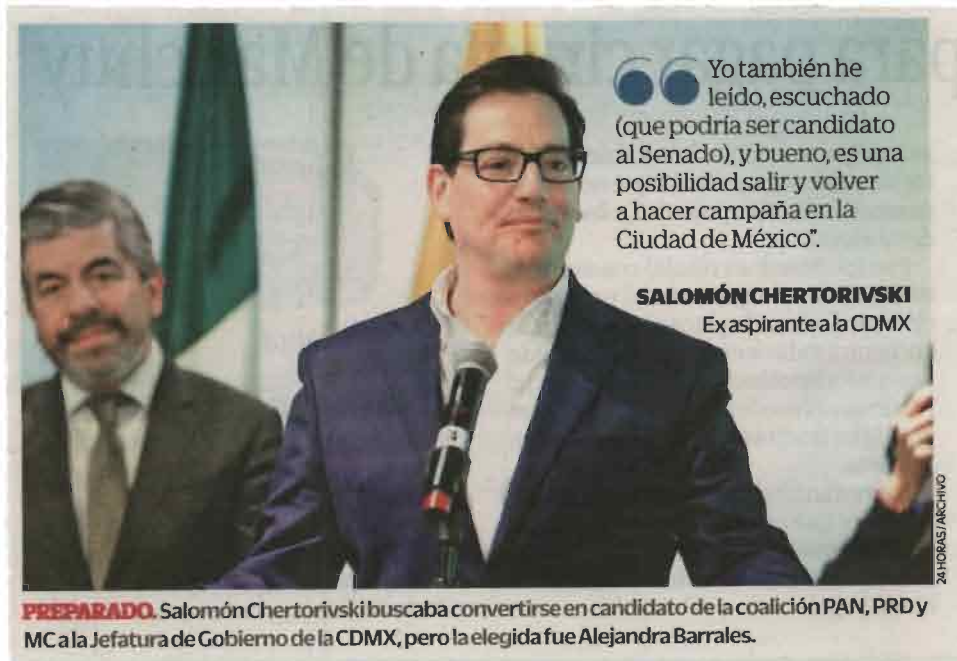 Yo también he
leído, escuchado
(que podría ser candidato
al Senado), y bueno, es una
posibilidad salir y volver
a hacer campaña en la
Ciudad de México”.
SALOMÓN CHERTORIVSKI
Ex aspirante a la CDMX
24 HORAS / ARCHIVO
PREPARADO. Salomón Chertorivski buscaba convertirse en candidato de la coalición PAN, PRD y
MC a la Jefatura de Gobierno de la CDMX, pero la elegida fue Alejandra Barrales.